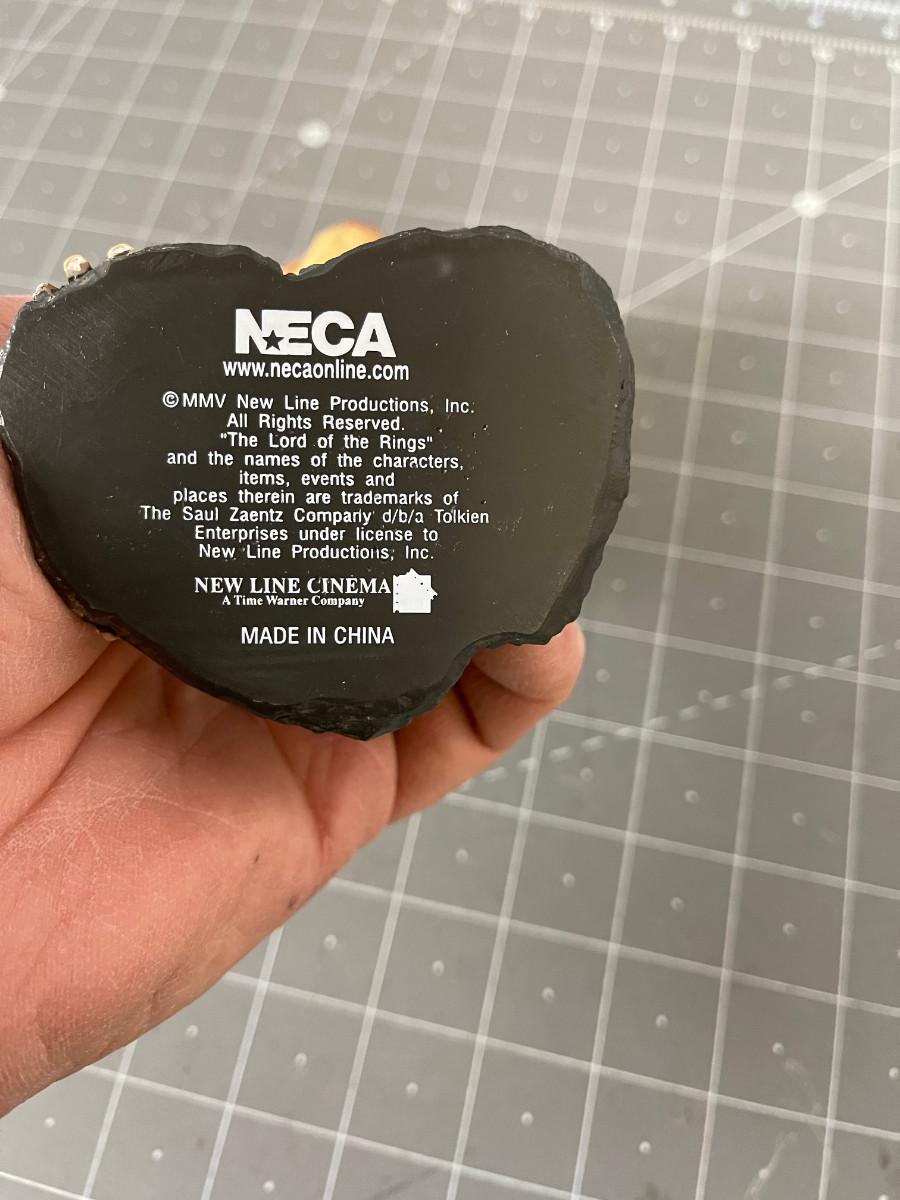 NECA
www.necaonline.com
©MMV New Line Productions, Inc.
All Rights Reserved.
"The Lord of the Rings"
and the names of the characters,
items, events and
places therein are trademarks of
The Saul Zaentz Company d/b/a Tolkien
Enterprises under license to
New Line Productions, Inc.
NEW LINE CINEMA
A Time Warner Company
MADE IN CHINA